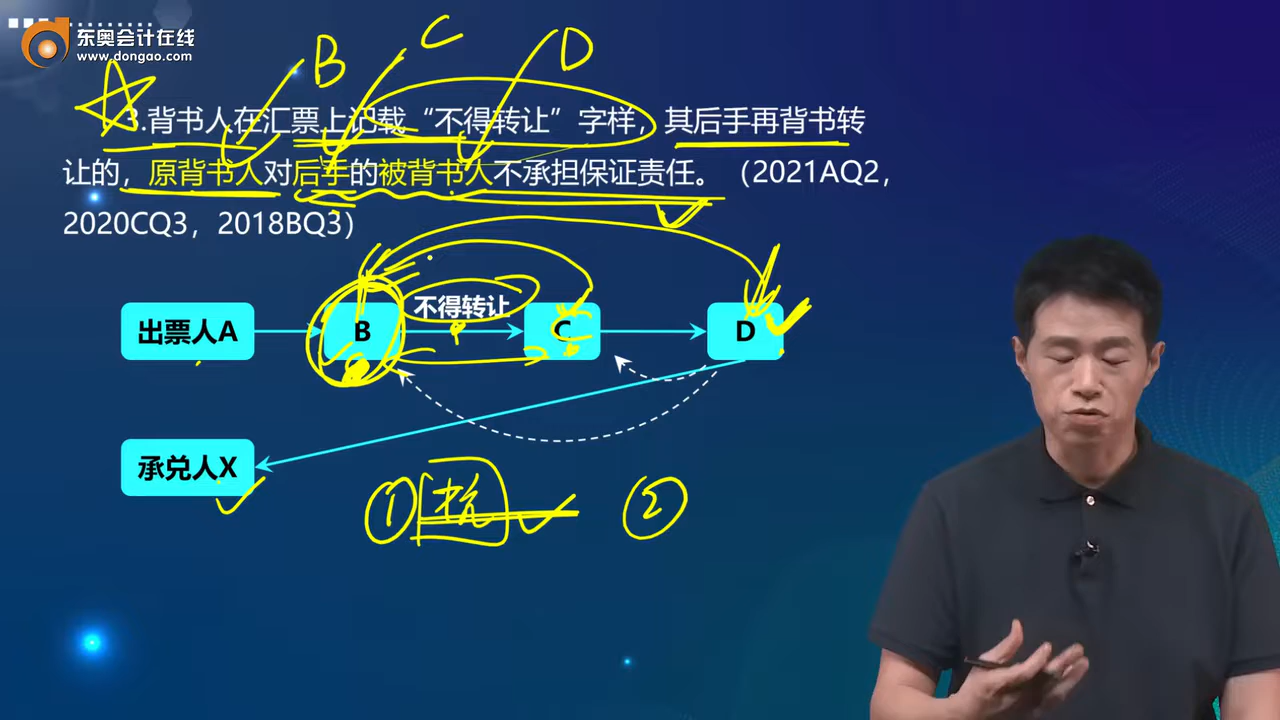 东奥会计在线
www.dongao.com
B
C
D
3.背书人在汇票上记载“不得转让”字样，其后手再背书转
让的，原背书人对后手的被背书人不承担保证责任。（2021AQ2，
2020CQ3，2018BQ3）
出票人A
B
不得转让
C
D
承兑人X
①抗
②